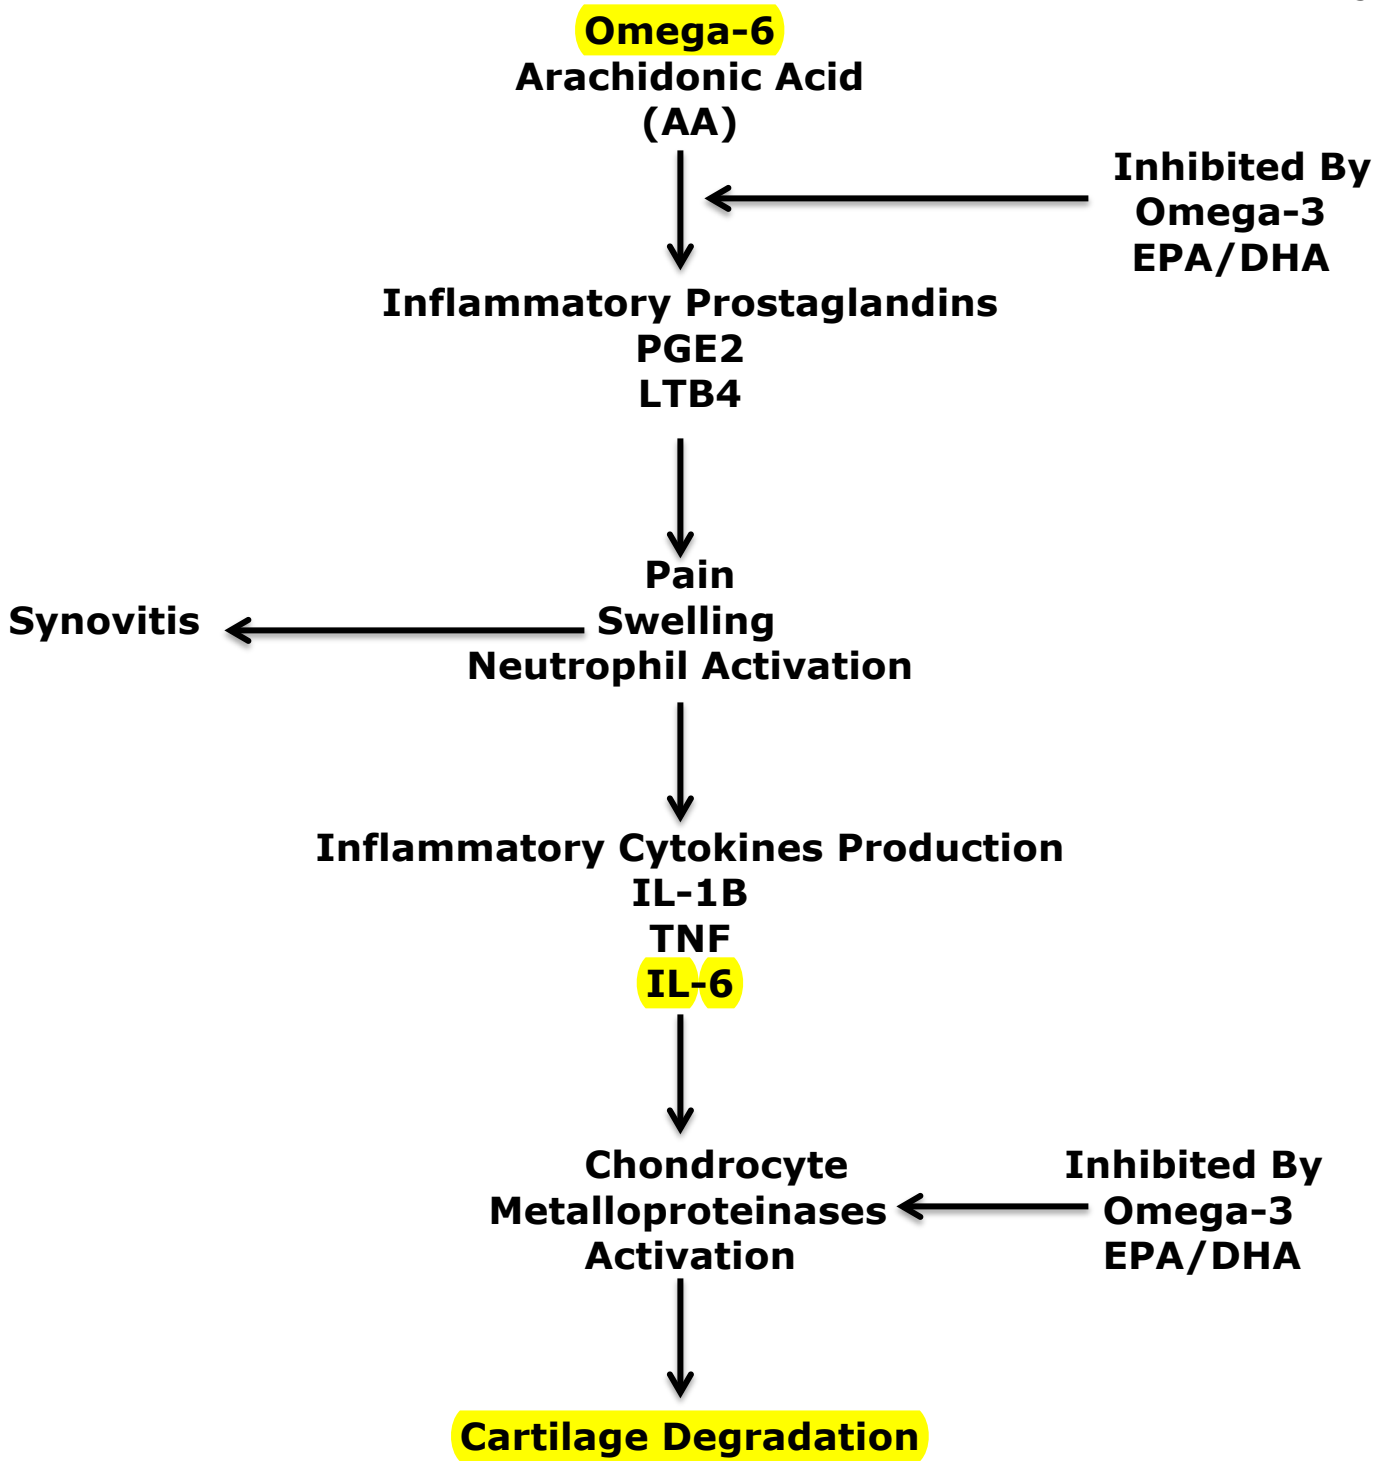 Omega-6
Arachidonic Acid
(AA)
Inhibited By
Omega-3
EPA/DHA
Inflammatory Prostaglandins
PGE2
LTB4
Pain
Synovitis
Swelling
Neutrophil Activation
Inflammatory Cytokines Production
IL-1B
TNF
IL-6
Chondrocyte
Metalloproteinases
Activation
Inhibited By
Omega-3
EPA/DHA
Cartilage Degradation